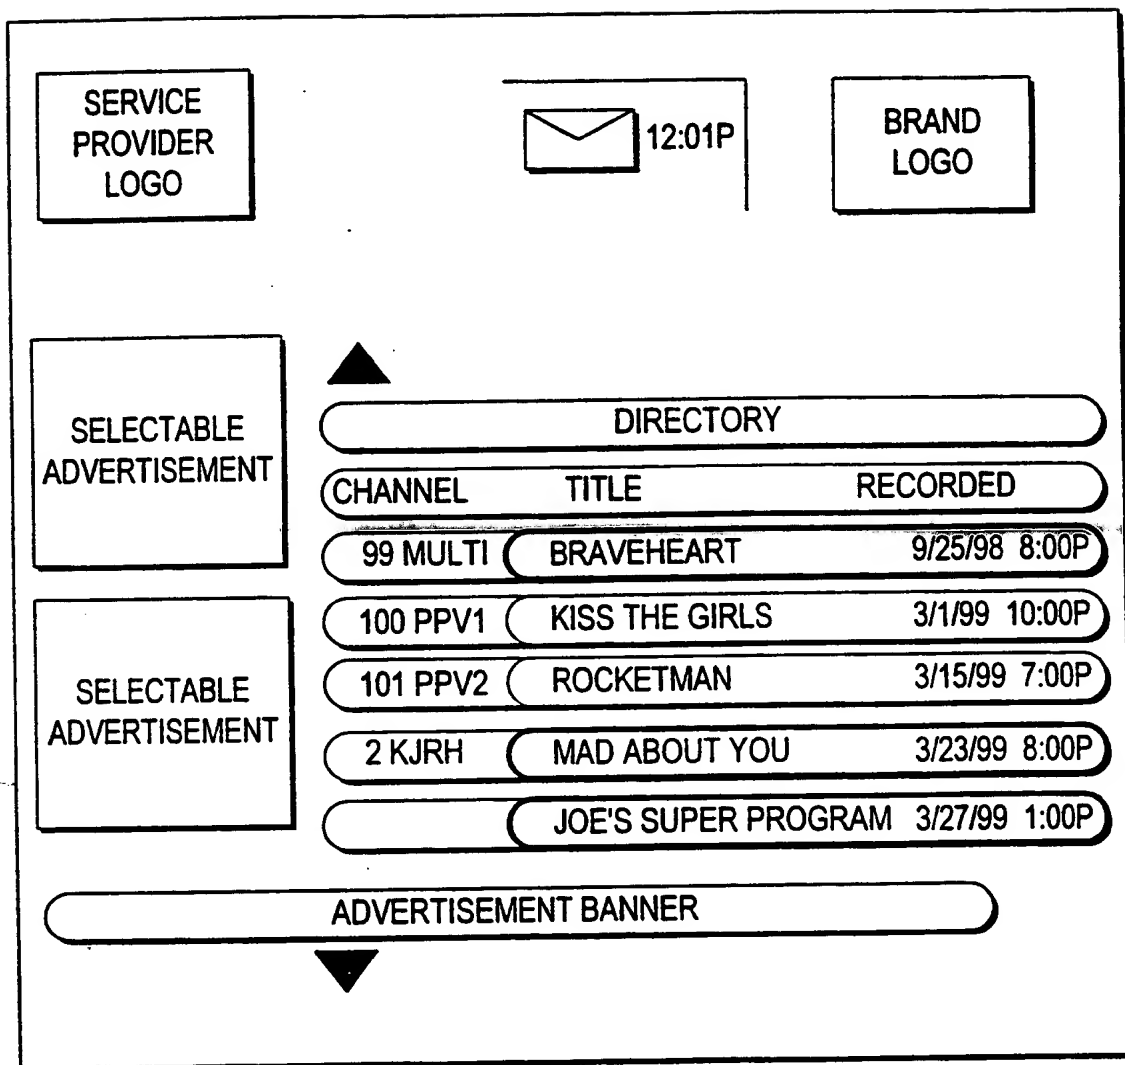 SERVICE
PROVIDER
LOGO
12:01P
BRAND
LOGO
SELECTABLE
ADVERTISEMENT
DIRECTORY
CHANNEL TITLE RECORDED
99 MULTI BRAVEHEART 9/25/98 8:00P
100 PPV1 KISS THE GIRLS 3/1/99 10:00P
101 PPV2 ROCKETMAN 3/15/99 7:00P
2 KJRH MAD ABOUT YOU 3/23/99 8:00P
JOE'S SUPER PROGRAM 3/27/99 1:00P
SELECTABLE
ADVERTISEMENT
ADVERTISEMENT BANNER